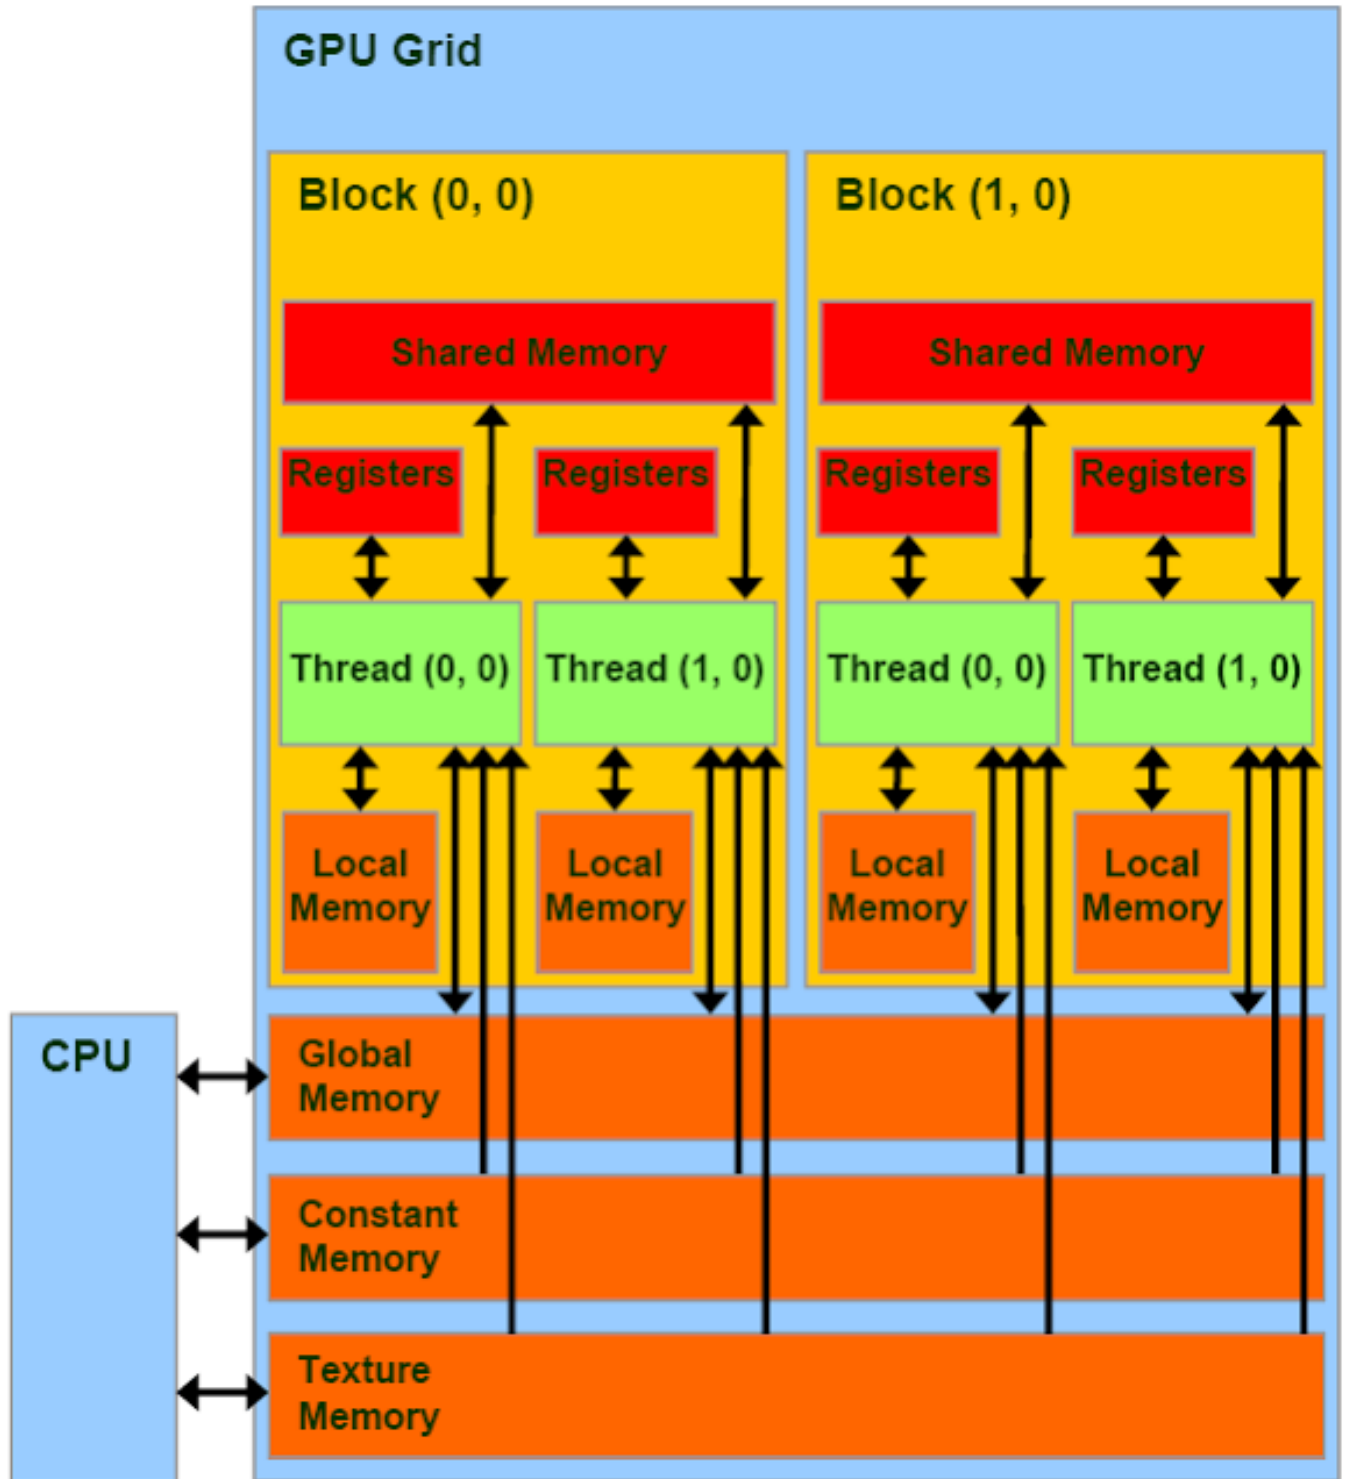 GPU Grid
Block (0, 0)
Shared Memory
Registers
Registers
Thread (0, 0)
Thread (1, 0)
Local
Memory
Local
Memory
Block (1, 0)
Shared Memory
Registers
Registers
Thread (0, 0)
Thread (1, 0)
Local
Memory
Local
Memory
CPU
Global
Memory
Constant
Memory
Texture
Memory